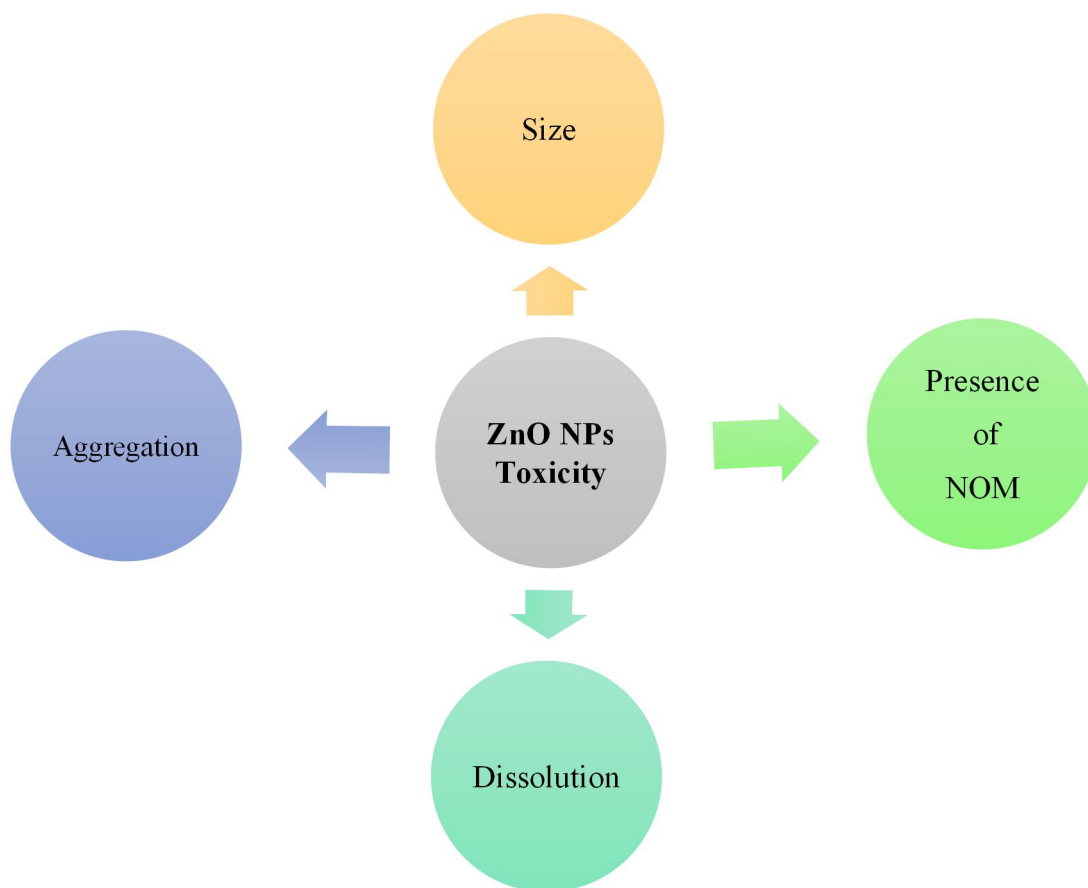 Size
Aggregation
ZnO NPs
Toxicity
Presence
of
NOM
Dissolution